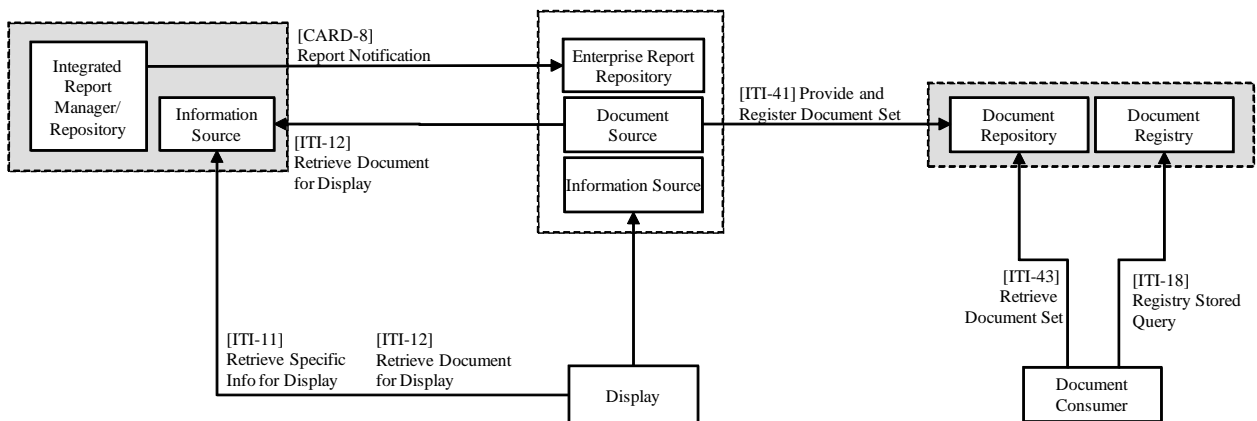 [CARD-8]
Report Notification
Integrated
Report
Manager/
Repository
Information
Source
[ITI-12]
Retrieve Document
for Display
Enterprise Report
Repository
Document
Source
Information Source
[ITI-41] Provide and
Register Document Set
Document
Repository
Document
Registry
[ITI-11]
Retrieve Specific
Info for Display
[ITI-12]
Retrieve Document
for Display
Display
[ITI-43]
Retrieve
Document Set
[ITI-18]
Registry Stored
Query
Document
Consumer